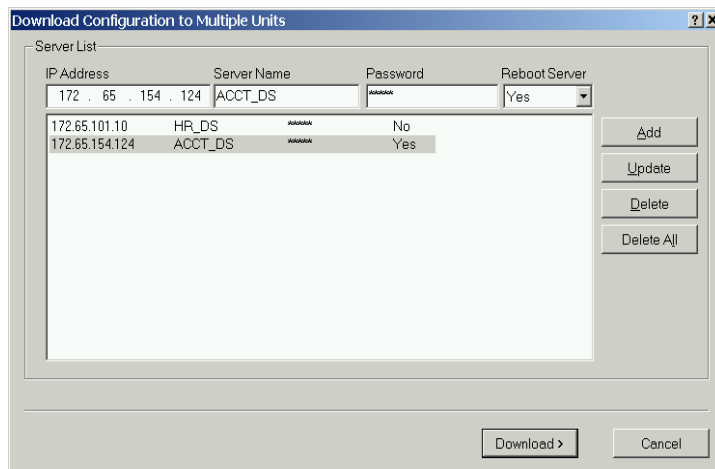 Download Configuration to Multiple Units
? x
Server List
IP Address Server Name Password Reboot Server
172 . 65 . 154 . 124 ACCT_DS ***** Yes
172.65.101.10 HR_DS ***** No
172.65.154.124 ACCT_DS ***** Yes
Add
Update
Delete
Delete All
Download >
Cancel